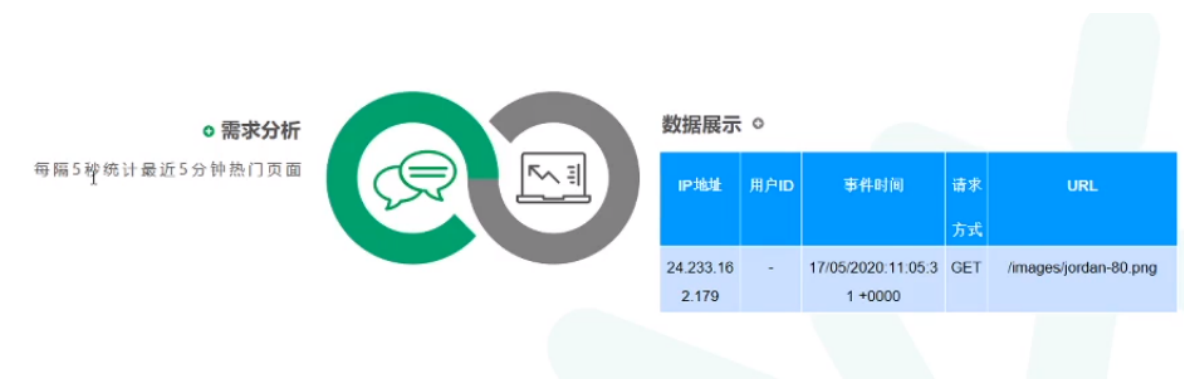 需求分析
每隔5秒统计最近5分钟热门页面
数据展示
IP地址 用户ID 事件时间 请求 URL
方式
24.233.16 - 17/05/2020:11:05:3 GET /images/jordan-80.png
2.179 1 +0000